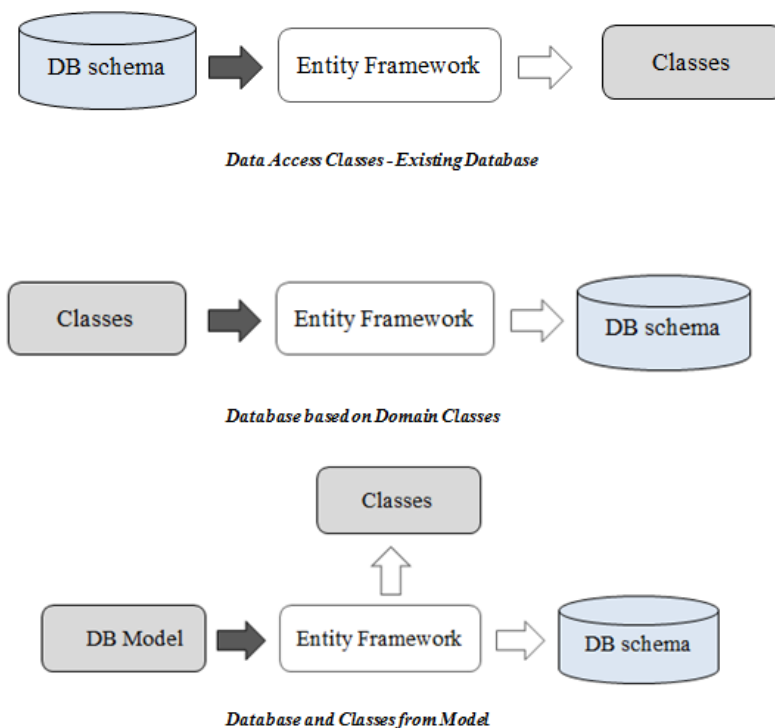 DB schema
Entity Framework
Classes
Data Access Classes - Existing Database
Classes
Entity Framework
DB schema
Database based on Domain Classes
Classes
DB Model
Entity Framework
DB schema
Database and Classes from Model